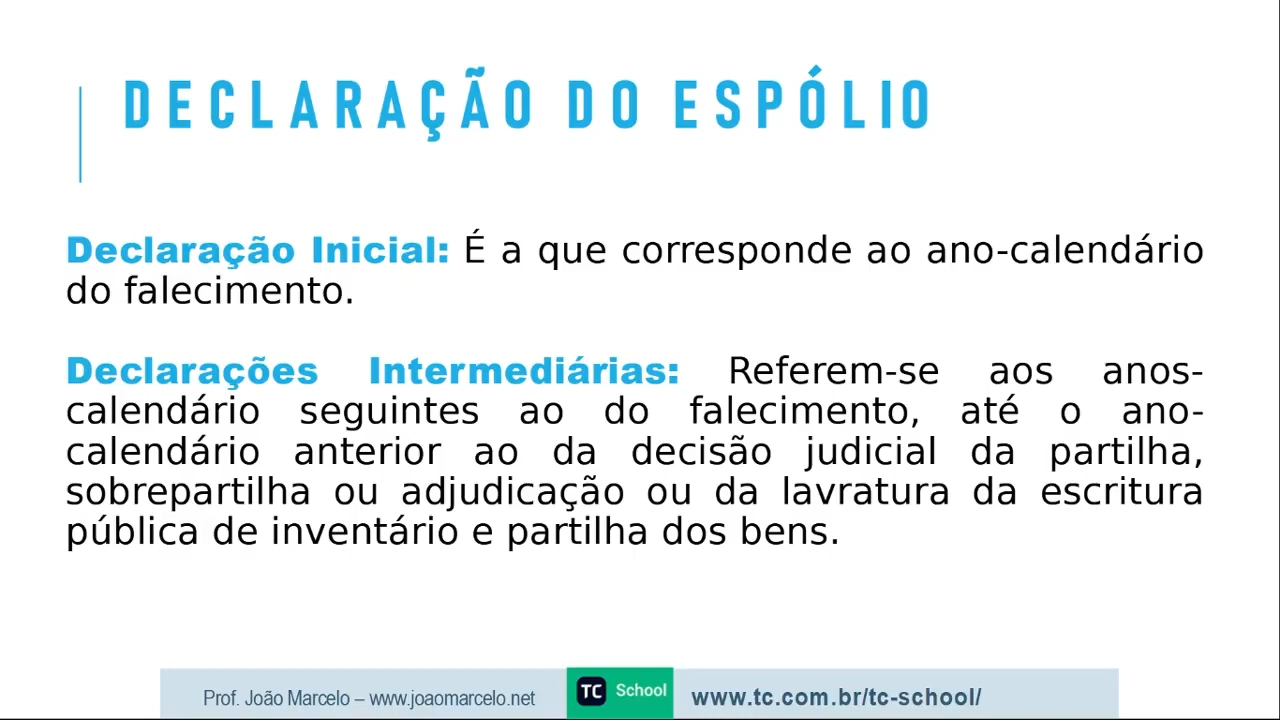 DECLARAÇÃO DO ESPÓLIO
Declaração Inicial: É a que corresponde ao ano-calendário
do falecimento.
Declarações Intermediárias: Referem-se aos anos-
calendário seguintes ao do falecimento, até o ano-
calendário anterior ao da decisão judicial da partilha,
sobrepartilha ou adjudicação ou da lavratura da escritura
pública de inventário e partilha dos bens.
Prof. João Marcelo – www.joaomarcelo.net TC School www.tc.com.br/tc-school/